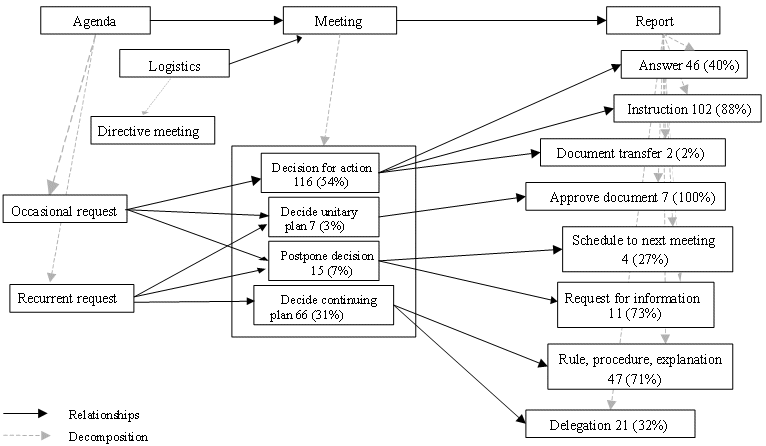 Agenda
Meeting
Report
Logistics
Directive meeting
Occasional request
Recurrent request
Decision for action
116 (54%)
Decide unitary
plan 7 (3%)
Postpone decision
15 (7%)
Decide continuing
plan 66 (31%)
Answer 46 (40%)
Instruction 102 (88%)
Document transfer 2 (2%)
Approve document 7 (100%)
Schedule to next meeting
4 (27%)
Request for information
11 (73%)
Rule, procedure, explanation
47 (71%)
Delegation 21 (32%)
Relationships
Decomposition